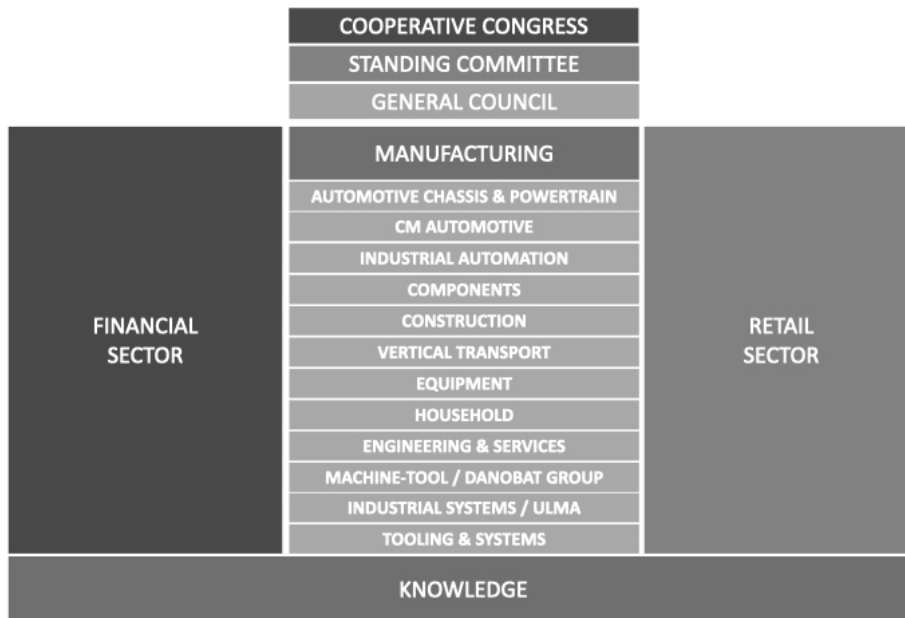 COOPERATIVE CONGRESS
STANDING COMMITTEE
GENERAL COUNCIL
FINANCIAL
SECTOR
MANUFACTURING
AUTOMOTIVE CHASSIS & POWERTRAIN
CM AUTOMOTIVE
INDUSTRIAL AUTOMATION
COMPONENTS
CONSTRUCTION
VERTICAL TRANSPORT
EQUIPMENT
HOUSEHOLD
ENGINEERING & SERVICES
MACHINE-TOOL / DANOBAT GROUP
INDUSTRIAL SYSTEMS / ULMA
TOOLING & SYSTEMS
RETAIL
SECTOR
KNOWLEDGE